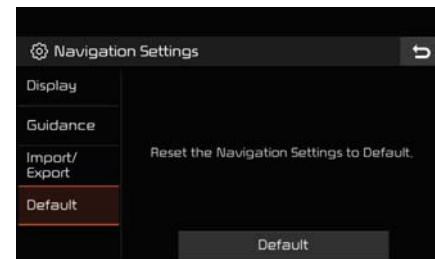 Navigation Settings
Display
Guidance
Import/
Export
Default
Reset the Navigation Settings to Default.
Default